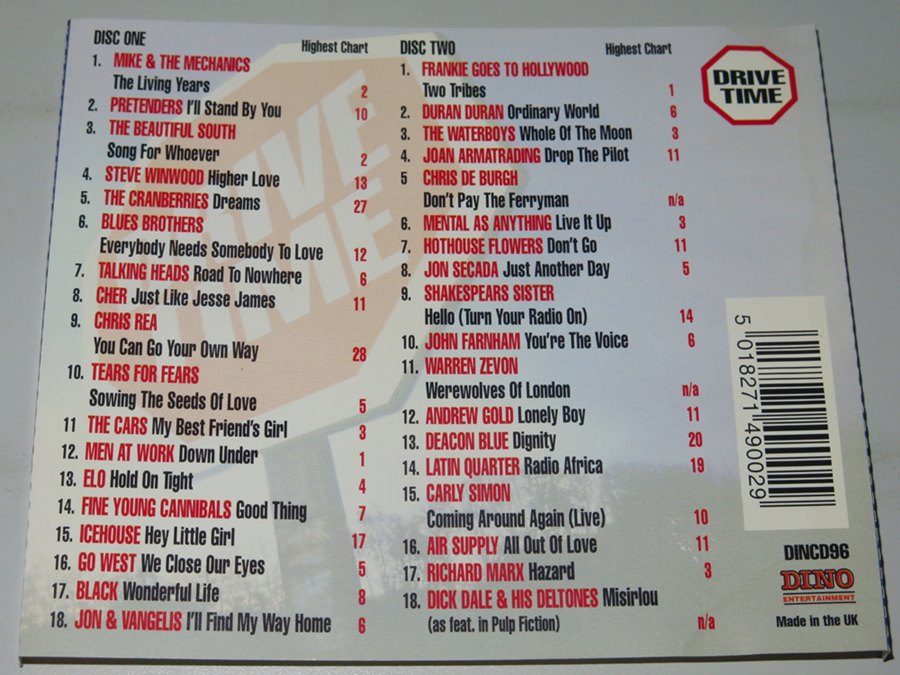 DISC ONE Highest Chart
1. MIKE & THE MECHANICS
The Living Years 2
2. PRETENDERS I'll Stand By You 10
3. THE BEAUTIFUL SOUTH
Song For Whoever 2
4. STEVE WINWOOD Higher Love 13
5. THE CRANBERRIES Dreams 27
6. BLUES BROTHERS
Everybody Needs Somebody To Love 12
7. TALKING HEADS Road To Nowhere 6
8. CHER Just Like Jesse James 11
9. CHRIS REA
You Can Go Your Own Way 28
10. TEARS FOR FEARS
Sowing The Seeds Of Love 5
11 THE CARS My Best Friend's Girl 3
12. MEN AT WORK Down Under 1
13. ELO Hold On Tight 4
14. FINE YOUNG CANNIBALS Good Thing 7
15. ICEHOUSE Hey Little Girl 17
16. GO WEST We Close Our Eyes 5
17. BLACK Wonderful Life 8
18. JON & VANGELIS I'll Find My Way Home 6
DISC TWO Highest Chart
1. FRANKIE GOES TO HOLLYWOOD
Two Tribes 1
2. DURAN DURAN Ordinary World 6
3. THE WATERBOYS Whole Of The Moon 3
4. JOAN ARMATRADING Drop The Pilot 11
5 CHRIS DE BURGH
Don't Pay The Ferryman n/a
6. MENTAL AS ANYTHING Live It Up 3
7. HOTHOUSE FLOWERS Don't Go 11
8. JON SECADA Just Another Day 5
9. SHAKESPEARS SISTER
Hello (Turn Your Radio On) 14
10. JOHN FARNHAM You're The Voice 6
11. WARREN ZEVON
Werewolves Of London n/a
12. ANDREW GOLD Lonely Boy 11
13. DEACON BLUE Dignity 20
14. LATIN QUARTER Radio Africa 19
15. CARLY SIMON
Coming Around Again (Live) 10
16. AIR SUPPLY All Out Of Love 11
17. RICHARD MARX Hazard 3
18. DICK DALE & HIS DELTONES Misirlou
(as feat. in Pulp Fiction) n/a
DRIVE
TIME
DRIVE
TIME
5 018271 490029
DINCD96
DINO
ENTERTAINMENT
Made in the UK